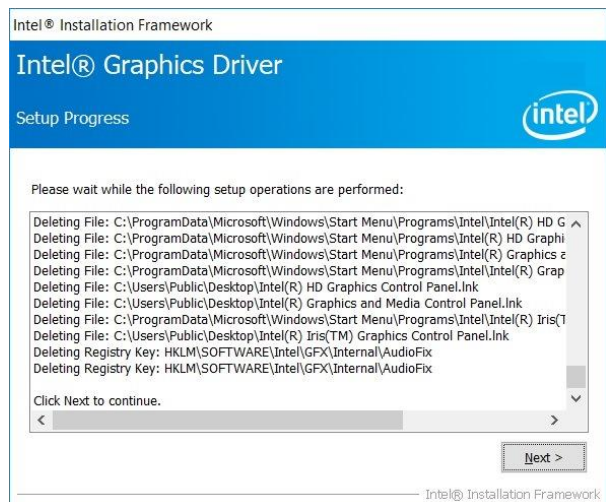 Intel® Installation Framework
Intel® Graphics Driver
Setup Progress
intel
Please wait while the following setup operations are performed:
Deleting File: C:\ProgramData\Microsoft\Windows\Start Menu\Programs\Intel\Intel(R) HD G
Deleting File: C:\ProgramData\Microsoft\Windows\Start Menu\Programs\Intel(R) HD Graphi
Deleting File: C:\ProgramData\Microsoft\Windows\Start Menu\Programs\Intel(R) Graphics a
Deleting File: C:\ProgramData\Microsoft\Windows\Start Menu\Programs\Intel\Intel(R) Grap
Deleting File: C:\Users\Public\Desktop\Intel(R) HD Graphics Control Panel.lnk
Deleting File: C:\Users\Public\Desktop\Intel(R) Graphics and Media Control Panel.lnk
Deleting File: C:\ProgramData\Microsoft\Windows\Start Menu\Programs\Intel\Intel(R) Iris(T
Deleting File: C:\Users\Public\Desktop\Intel(R) Iris(TM) Graphics Control Panel.lnk
Deleting Registry Key: HKLM\SOFTWARE\Intel\GFX\Internal\AudioFix
Deleting Registry Key: HKLM\SOFTWARE\Intel\GFX\Internal\AudioFix
Click Next to continue.
Next >
Intel® Installation Framework